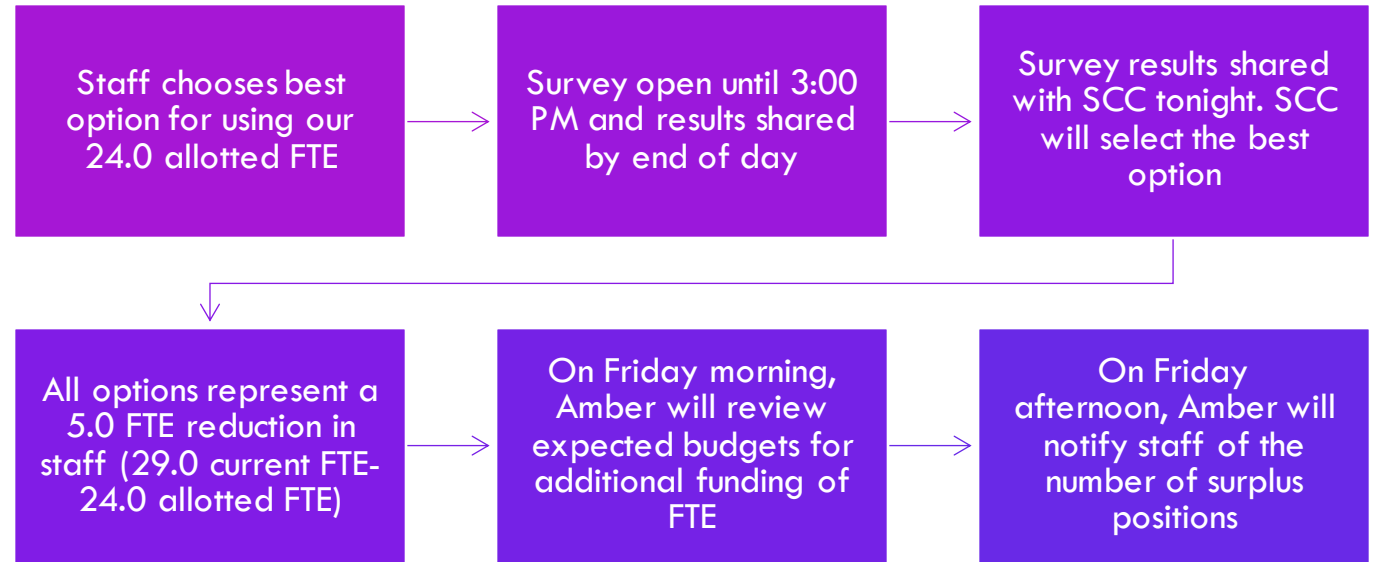 Staff chooses best
option for using our
24.0 allotted FTE
Survey open until 3:00
PM and results shared
by end of day
Survey results shared
with SCC tonight. SCC
will select the best
option
All options represent a
5.0 FTE reduction in
staff (29.0 current FTE-
24.0 allotted FTE)
On Friday morning,
Amber will review
expected budgets for
additional funding of
FTE
On Friday
afternoon, Amber will
notify staff of the
number of surplus
positions